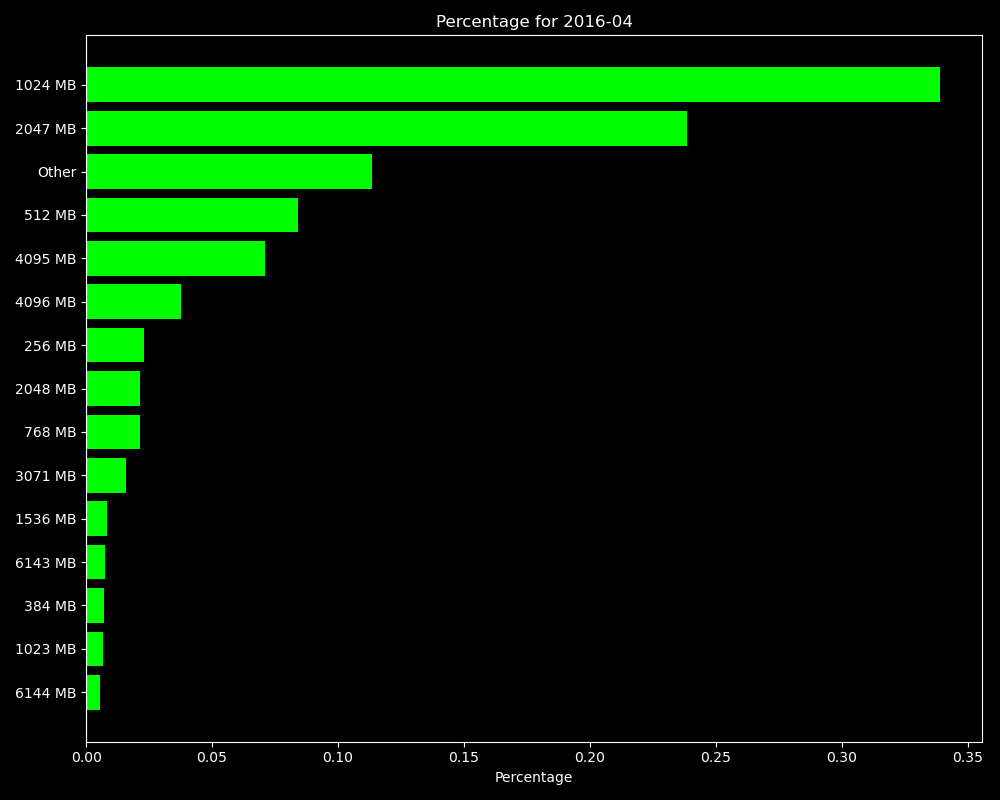 Percentage for 2016-04
1024 MB
2047 MB
Other
512 MB
4095 MB
4096 MB
256 MB
2048 MB
768 MB
3071 MB
1536 MB
6143 MB
384 MB
1023 MB
6144 MB
0.00 0.05 0.10 0.15 0.20 0.25 0.30 0.35
Percentage